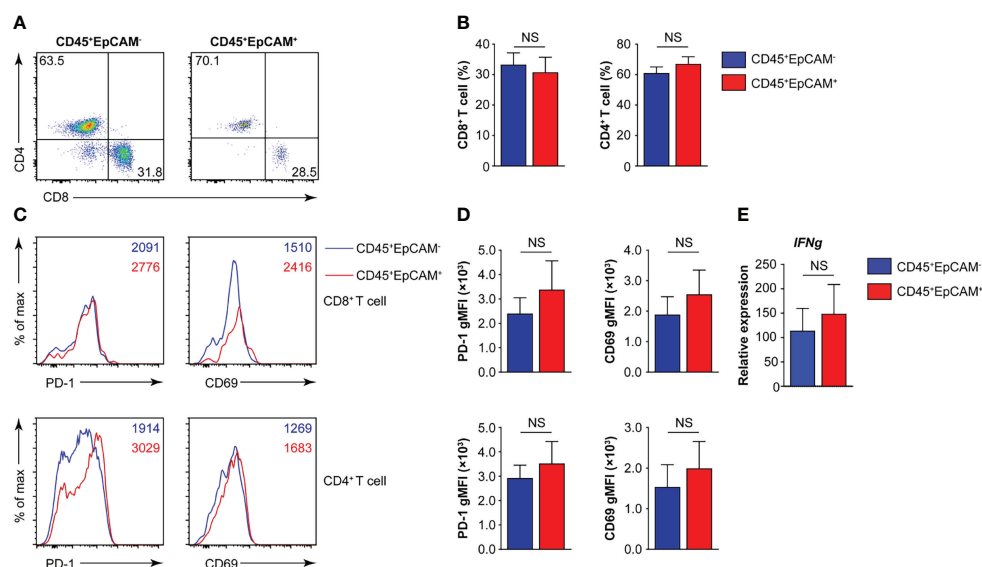 A
CD45⁺EpCAM⁻
CD45⁺EpCAM⁺
63.5
31.8
70.1
28.5
CD4
CD8
B
NS
CD8⁺ T cell (%)
40
30
20
10
0
NS
CD4⁺ T cell (%)
80
60
40
20
0
CD45⁺EpCAM⁻
CD45⁺EpCAM⁺
C
2091
2776
% of max
PD-1
1510
2416
CD69
CD45⁺EpCAM⁻
CD45⁺EpCAM⁺
CD8⁺ T cell
1914
3029
% of max
PD-1
1269
1683
CD69
CD4⁺ T cell
D
NS
PD-1 gMFI (×10³)
5.0
4.0
3.0
2.0
1.0
0.0
NS
CD69 gMFI (×10³)
4.0
3.0
2.0
1.0
0.0
NS
PD-1 gMFI (×10³)
5.0
4.0
3.0
2.0
1.0
0.0
NS
CD69 gMFI (×10³)
3.0
2.0
1.0
0.0
E
IFNg
NS
Relative expression
250
200
150
100
50
0
CD45⁺EpCAM⁻
CD45⁺EpCAM⁺